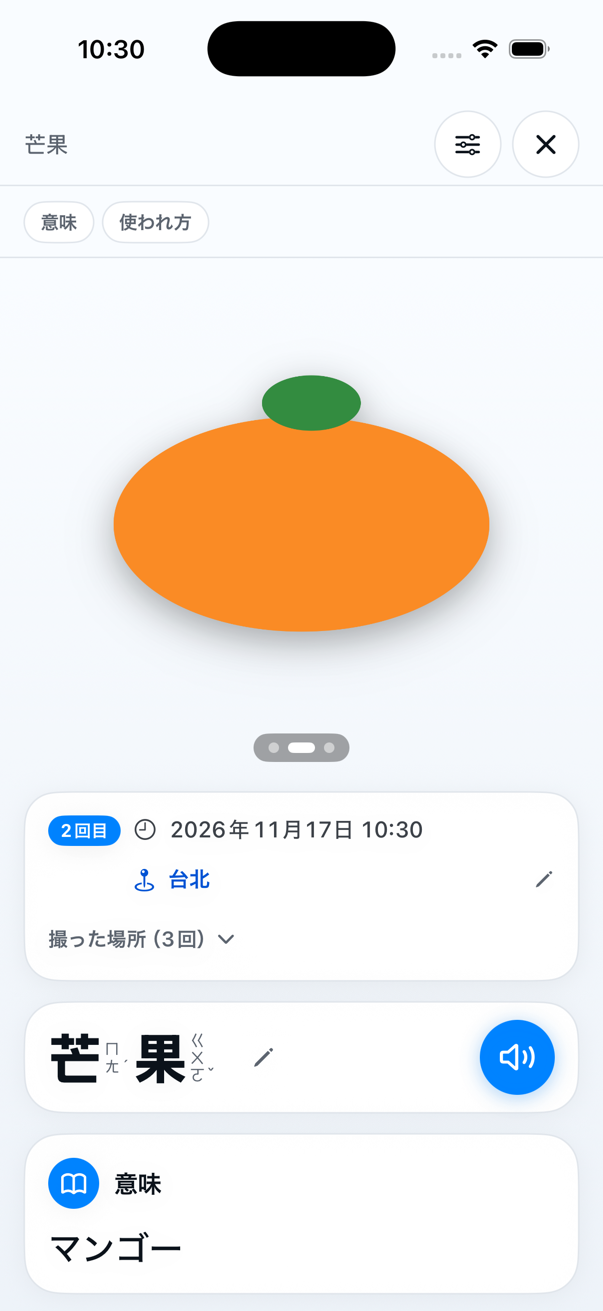 10:30
芒果
意味
使われ方
2回目 2026年11月17日 10:30
台北
撮った場所 (3回)
芒ㄇㄤˊ果ㄍㄨㄛˇ
意味
マンゴー